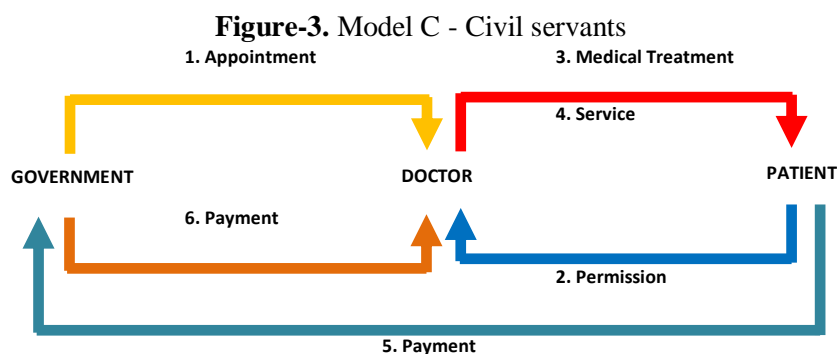 Figure-3. Model C - Civil servants
1. Appointment
3. Medical Treatment
4. Service
GOVERNMENT
DOCTOR
PATIENT
6. Payment
2. Permission
5. Payment